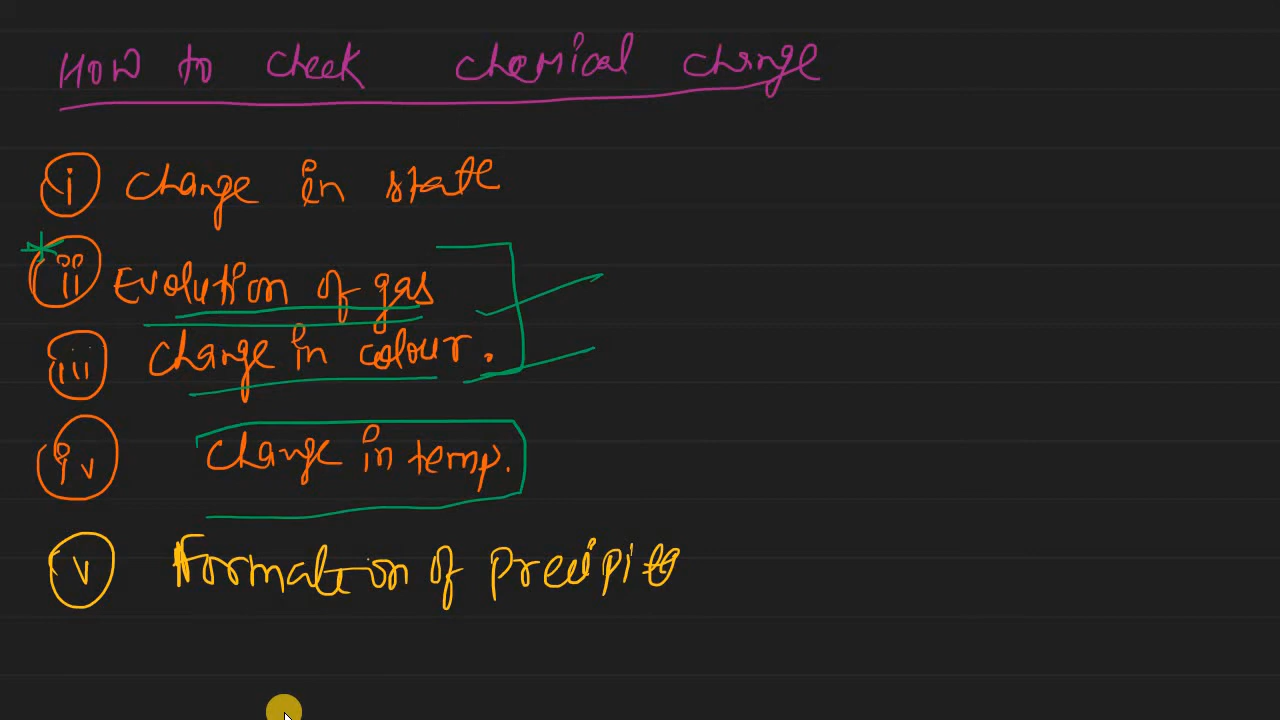 How to check chemical change
i change in state
ii Evolution of gas
iii change in colour.
iv change in temp.
v Formation of